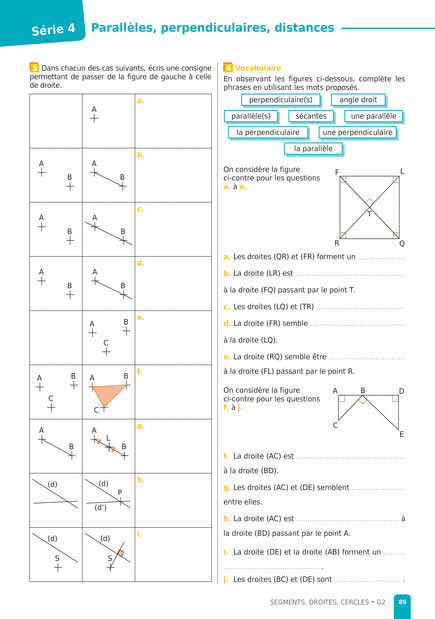 Série 4
Parallèles, perpendiculaires, distances
5 Dans chacun des cas suivants, écris une consigne
permettant de passer de la figure de gauche à celle
de droite.
A
a.
A
B
A
B
b.
A
B
A
B
c.
A
B
A
B
d.
A
B
C
e.
A
B
C
A
B
C
f.
A
B
A
L
B
g.
(d)
(d)
P
(d')
h.
(d)
S
(d)
S
i.
6 Vocabulaire
En observant les figures ci-dessous, complète les
phrases en utilisant les mots proposés.
perpendiculaire(s)
angle droit
parallèle(s)
sécantes
une parallèle
la perpendiculaire
une perpendiculaire
la parallèle
On considère la figure
ci-contre pour les questions
a. à e.
F
L
T
R
Q
a. Les droites (QR) et (FR) forment un ....................
b. La droite (LR) est ................................................
à la droite (FQ) passant par le point T.
c. Les droites (LQ) et (TR) .......................................
d. La droite (FR) semble ..........................................
à la droite (LQ).
e. La droite (RQ) semble être ..................................
à la droite (FL) passant par le point R.
On considère la figure
ci-contre pour les questions
f. à j.
A
B
D
C
E
f. La droite (AC) est ................................................
à la droite (BD).
g. Les droites (AC) et (DE) semblent .......................
entre elles.
h. La droite (AC) est ............................................ à
la droite (BD) passant par le point A.
i. La droite (DE) et la droite (AB) forment un ..........
.......................................... .
j. Les droites (BC) et (DE) sont ............................. .
SEGMENTS, DROITES, CERCLES • G2
89